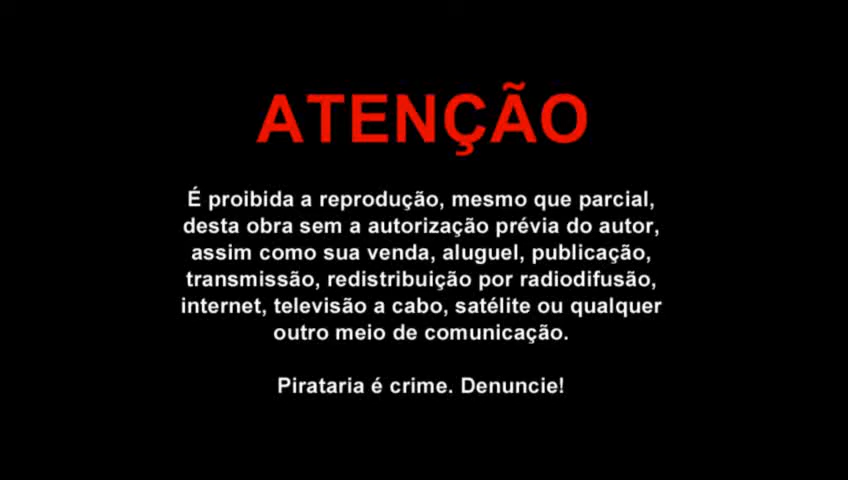 ATENÇÃO
É proibida a reprodução, mesmo que parcial,
desta obra sem a autorização prévia do autor,
assim como sua venda, aluguel, publicação,
transmissão, redistribuição por radiodifusão,
internet, televisão a cabo, satélite ou qualquer
outro meio de comunicação.
Pirataria é crime. Denuncie!